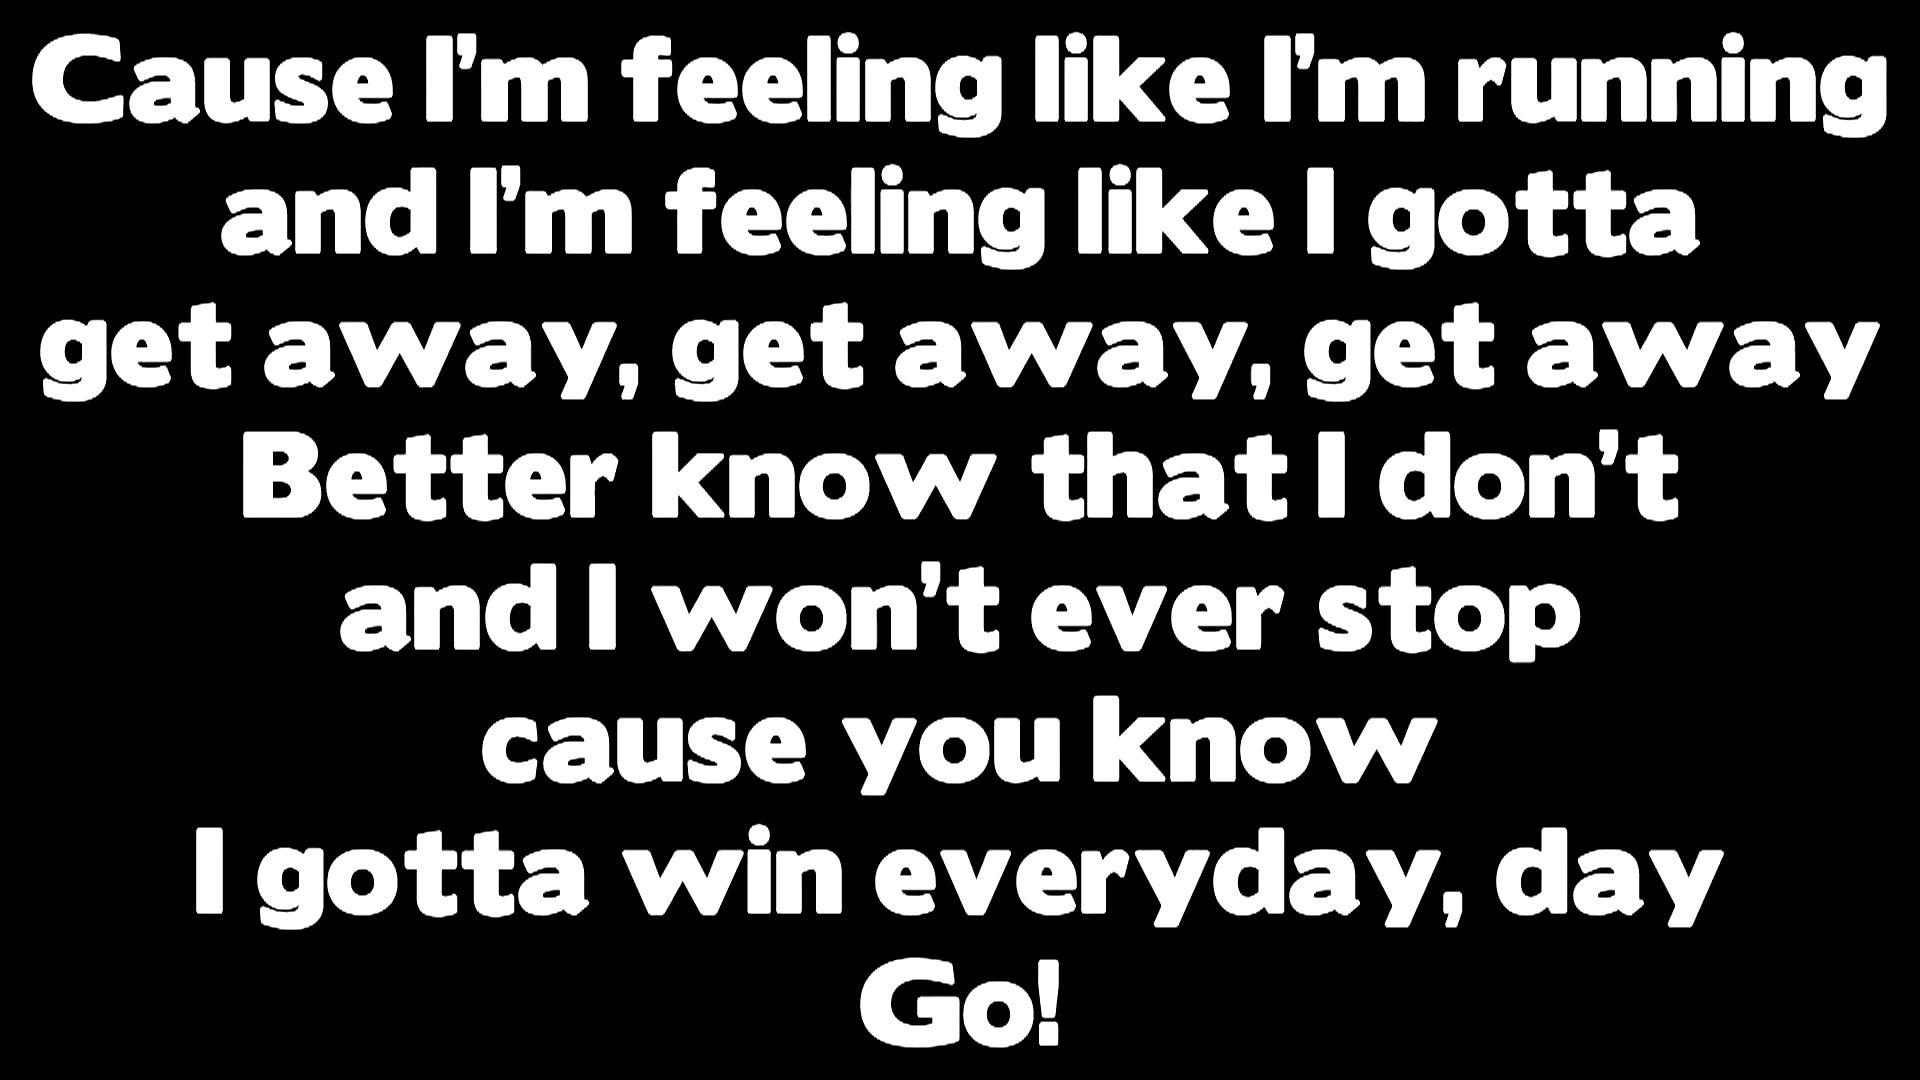 Cause I'm feeling like I'm running
and I'm feeling like I gotta
get away, get away, get away
Better know that I don't
and I won't ever stop
cause you know
I gotta win everyday, day
Go!